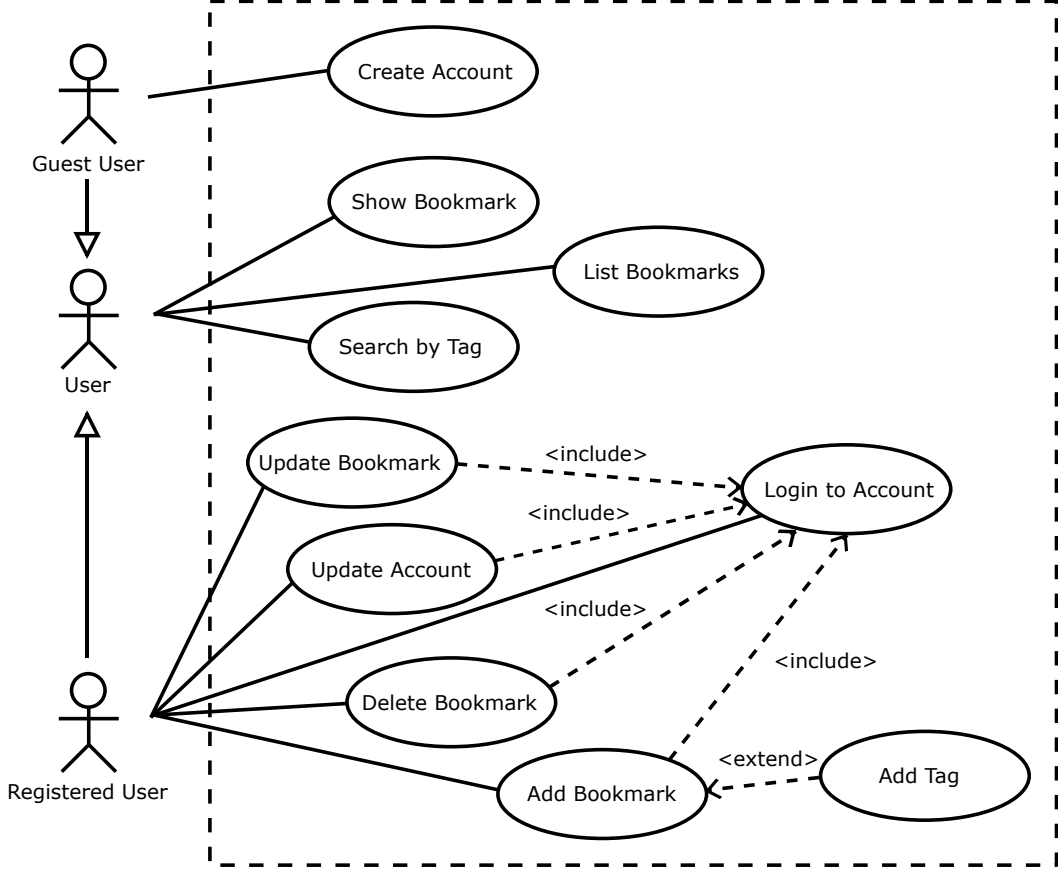 Create Account
Guest User
Show Bookmark
List Bookmarks
Search by Tag
User
Update Bookmark
<include>
Login to Account
<include>
Update Account
<include>
<include>
Delete Bookmark
<extend>
Add Tag
Registered User
Add Bookmark